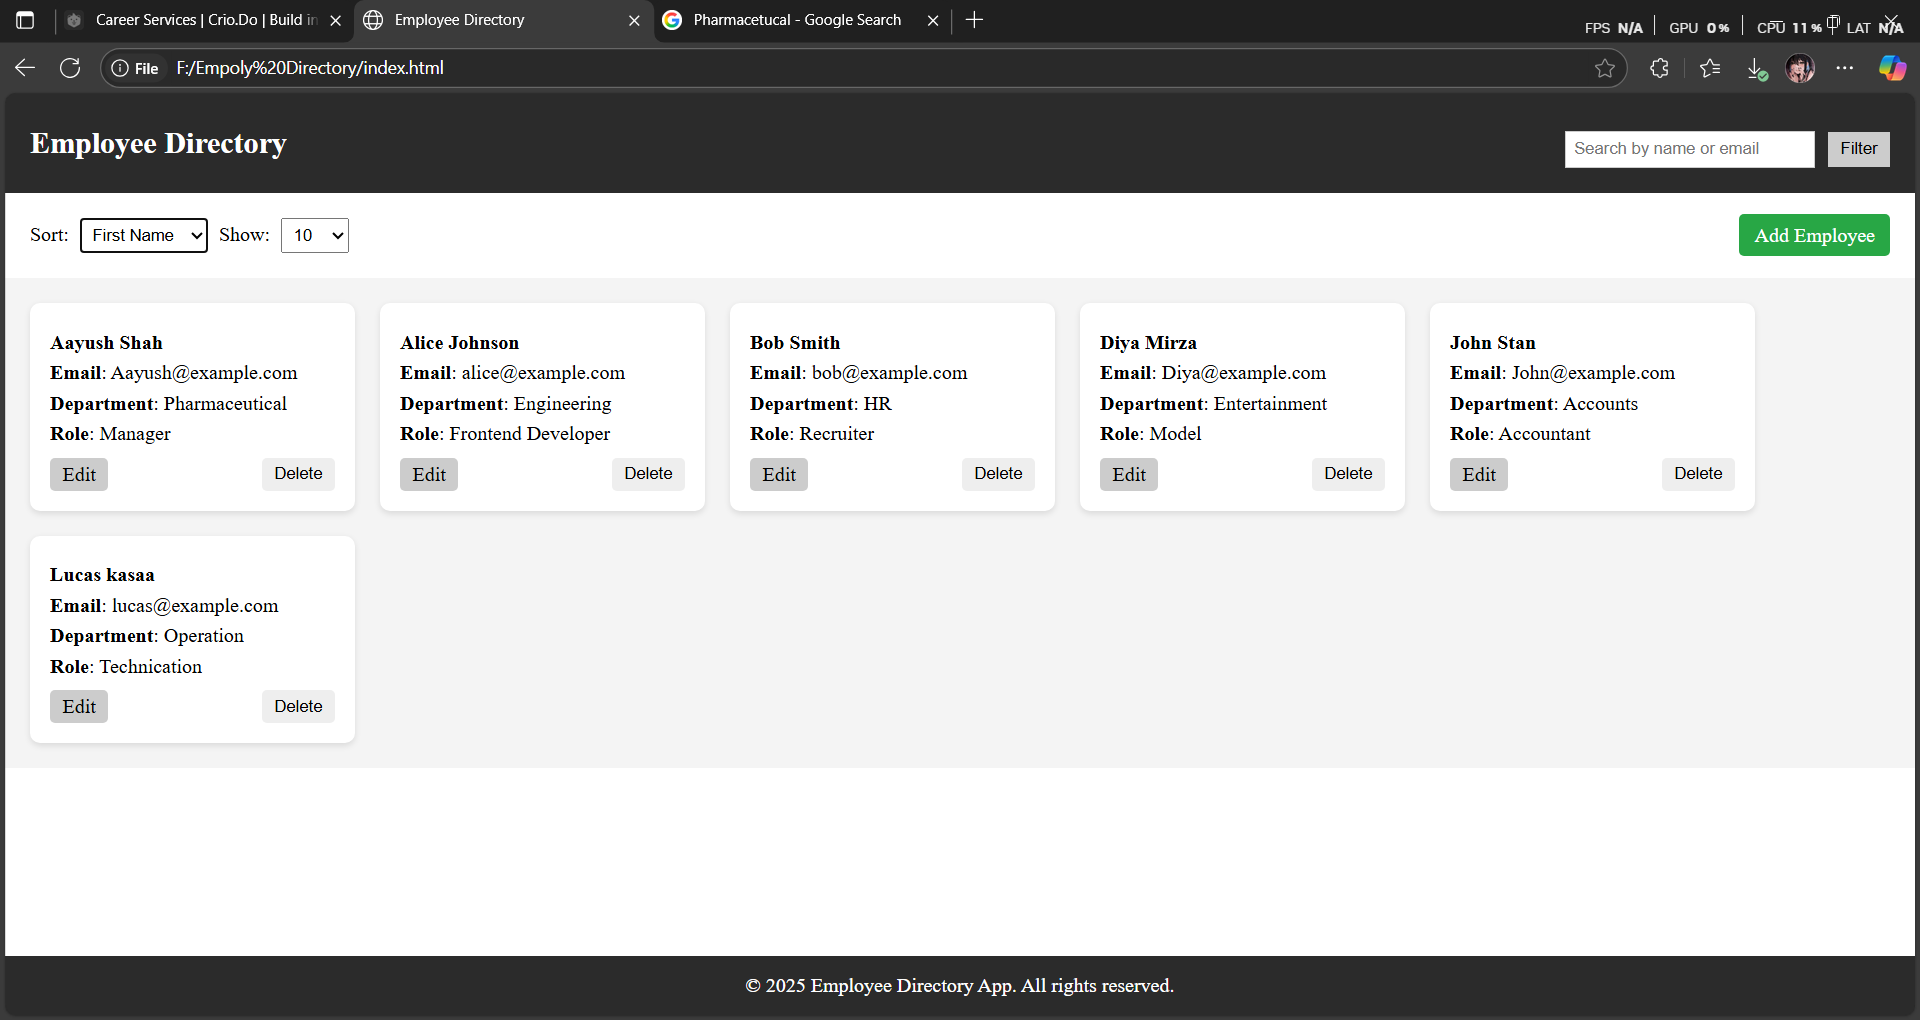 Career Services | Crio.Do | Build in
Employee Directory
Pharmacetucal - Google Search
FPS N/A GPU 0% CPU 11% LAT N/A
File F:/Empoly%20Directory/index.html
Employee Directory
Search by name or email
Filter
Sort: First Name Show: 10
Add Employee
Aayush Shah
Email: Aayush@example.com
Department: Pharmaceutical
Role: Manager
Edit Delete
Alice Johnson
Email: alice@example.com
Department: Engineering
Role: Frontend Developer
Edit Delete
Bob Smith
Email: bob@example.com
Department: HR
Role: Recruiter
Edit Delete
Diya Mirza
Email: Diya@example.com
Department: Entertainment
Role: Model
Edit Delete
John Stan
Email: John@example.com
Department: Accounts
Role: Accountant
Edit Delete
Lucas kasaa
Email: lucas@example.com
Department: Operation
Role: Technication
Edit Delete
© 2025 Employee Directory App. All rights reserved.